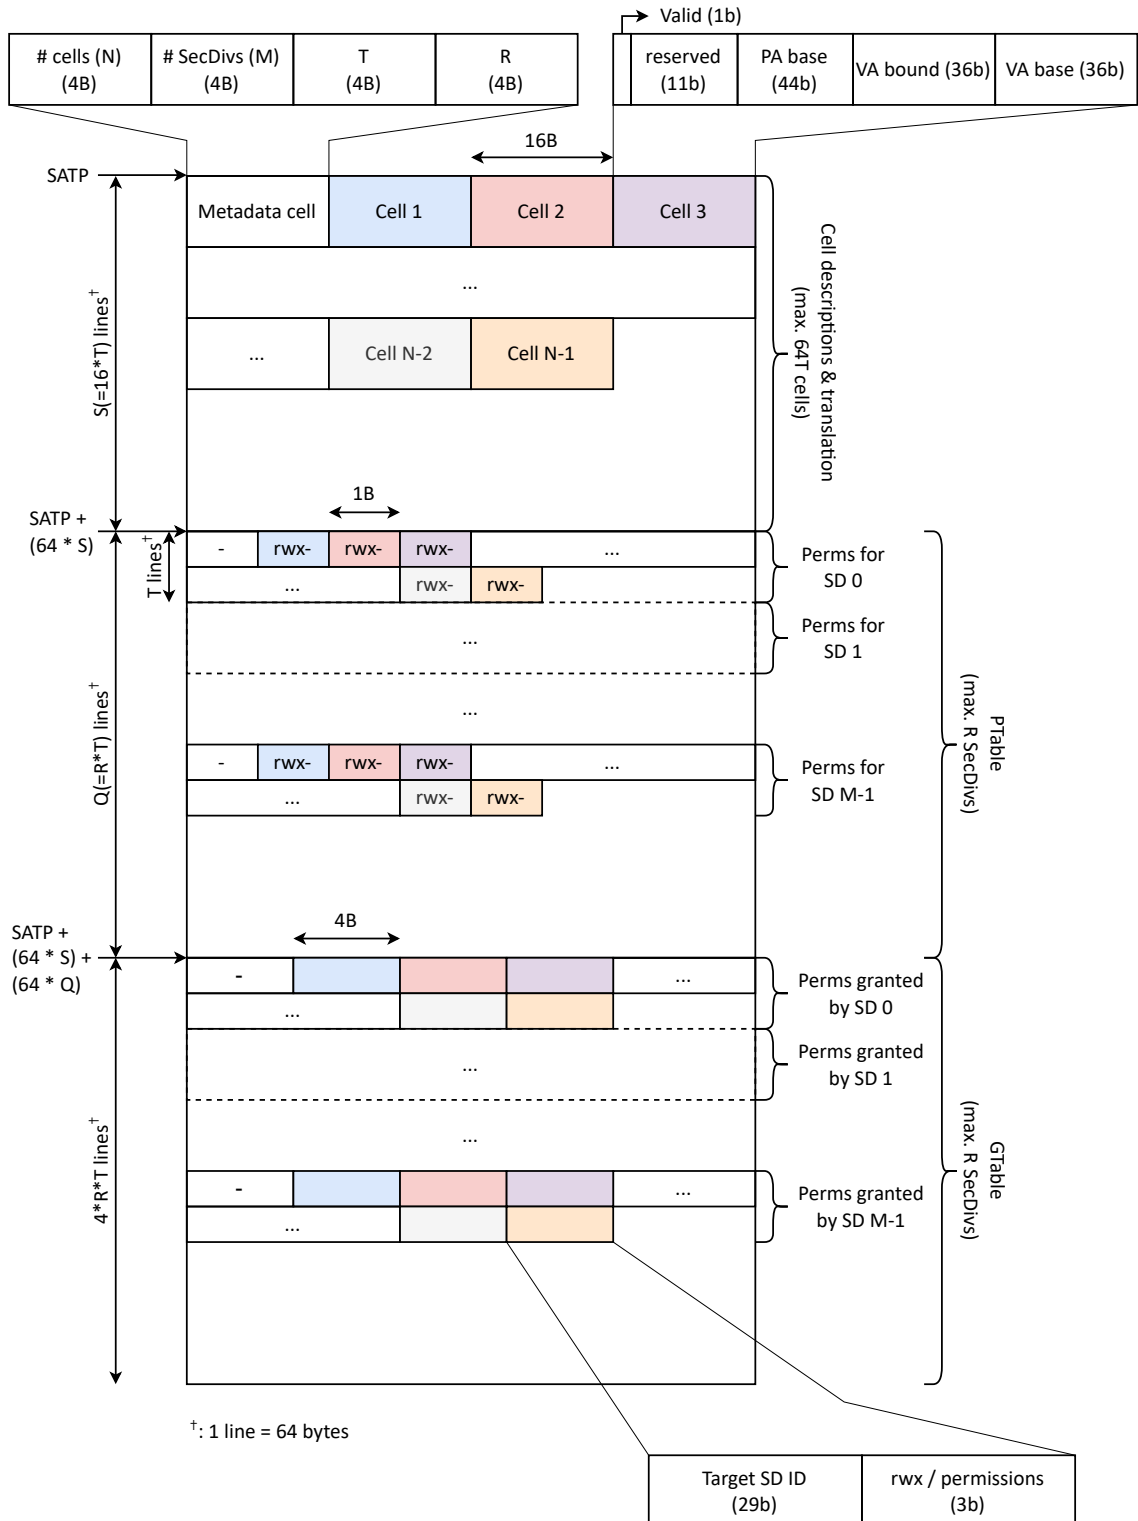 Valid (1b)
# cells (N)
(4B)
# SecDivs (M)
(4B)
T
(4B)
R
(4B)
reserved
(11b)
PA base
(44b)
VA bound (36b)
VA base (36b)
16B
SATP
Metadata cell
Cell 1
Cell 2
Cell 3
...
...
Cell N-2
Cell N-1
S(=16*T) lines†
Cell descriptions & translation
(max. 64T cells)
1B
SATP +
(64 * S)
T lines†
-
rwx-
rwx-
rwx-
...
...
rwx-
rwx-
Perms for
SD 0
...
Perms for
SD 1
...
Q(=R*T) lines†
PTable
(max. R SecDivs)
-
rwx-
rwx-
rwx-
...
...
rwx-
rwx-
Perms for
SD M-1
4B
SATP +
(64 * S) +
(64 * Q)
-
...
...
Perms granted
by SD 0
...
Perms granted
by SD 1
...
4*R*T lines†
GTable
(max. R SecDivs)
-
...
...
Perms granted
by SD M-1
†: 1 line = 64 bytes
Target SD ID
(29b)
rwx / permissions
(3b)